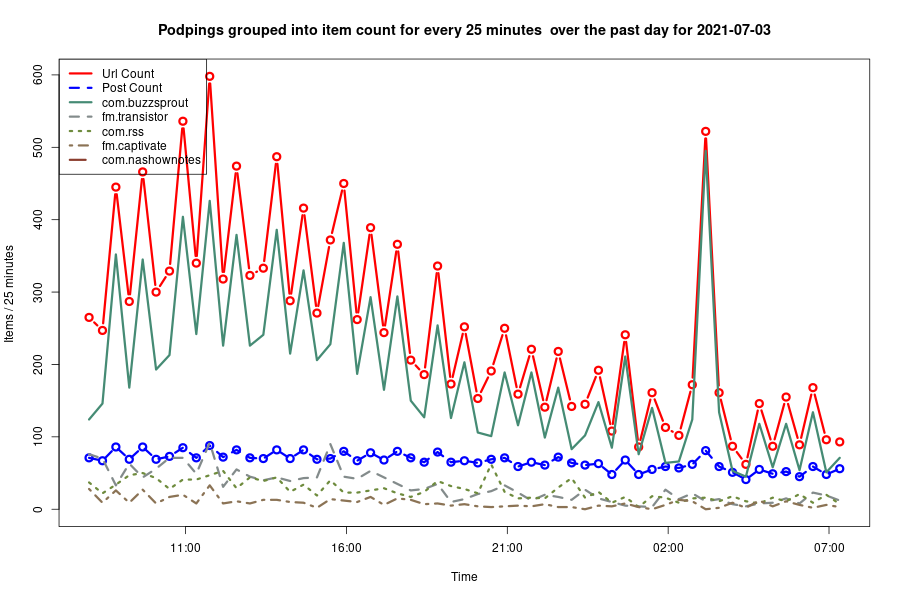 Podpings grouped into item count for every 25 minutes  over the past day for 2021-07-03
Url Count
Post Count
com.buzzsprout
fm.transistor
com.rss
fm.captivate
com.nashownotes
Items / 25 minutes
600
500
400
300
200
100
0
11:00
16:00
21:00
02:00
07:00
Time